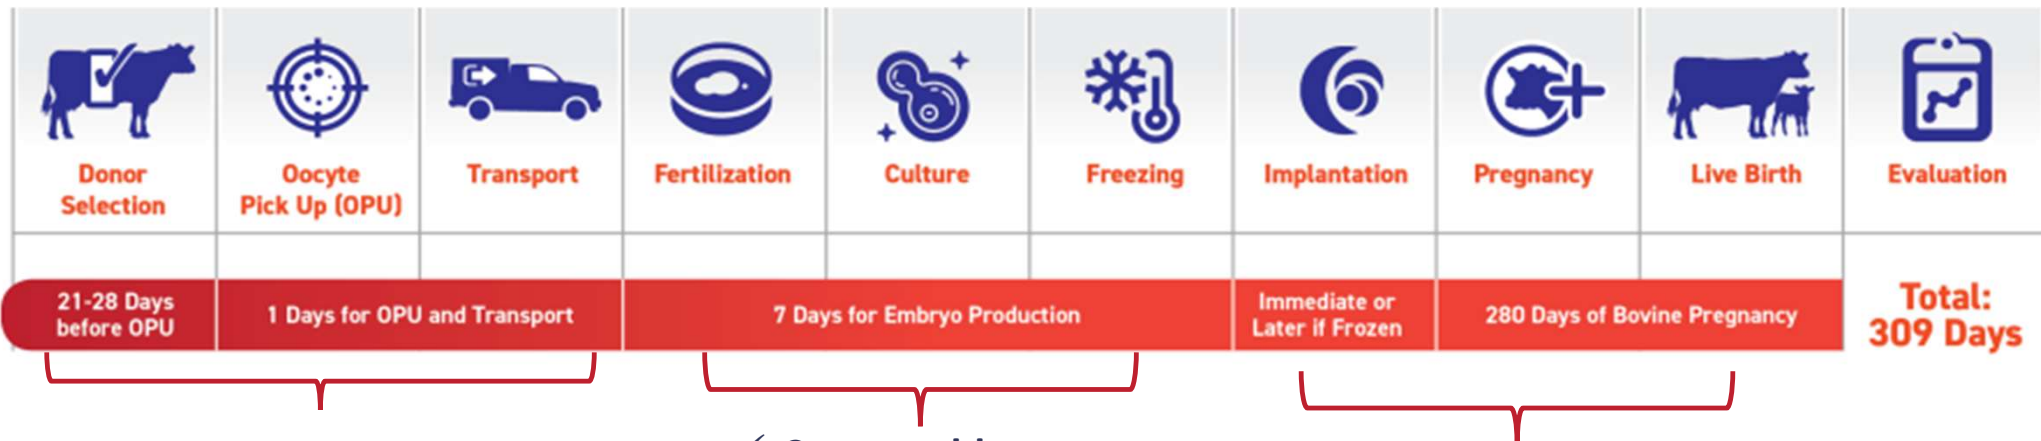 Donor
Selection
Oocyte
Pick Up (OPU)
Transport
Fertilization
Culture
Freezing
Implantation
Pregnancy
Live Birth
Evaluation
21-28 Days
before OPU
1 Days for OPU and Transport
7 Days for Embryo Production
Immediate or
Later if Frozen
280 Days of Bovine Pregnancy
Total:
309 Days